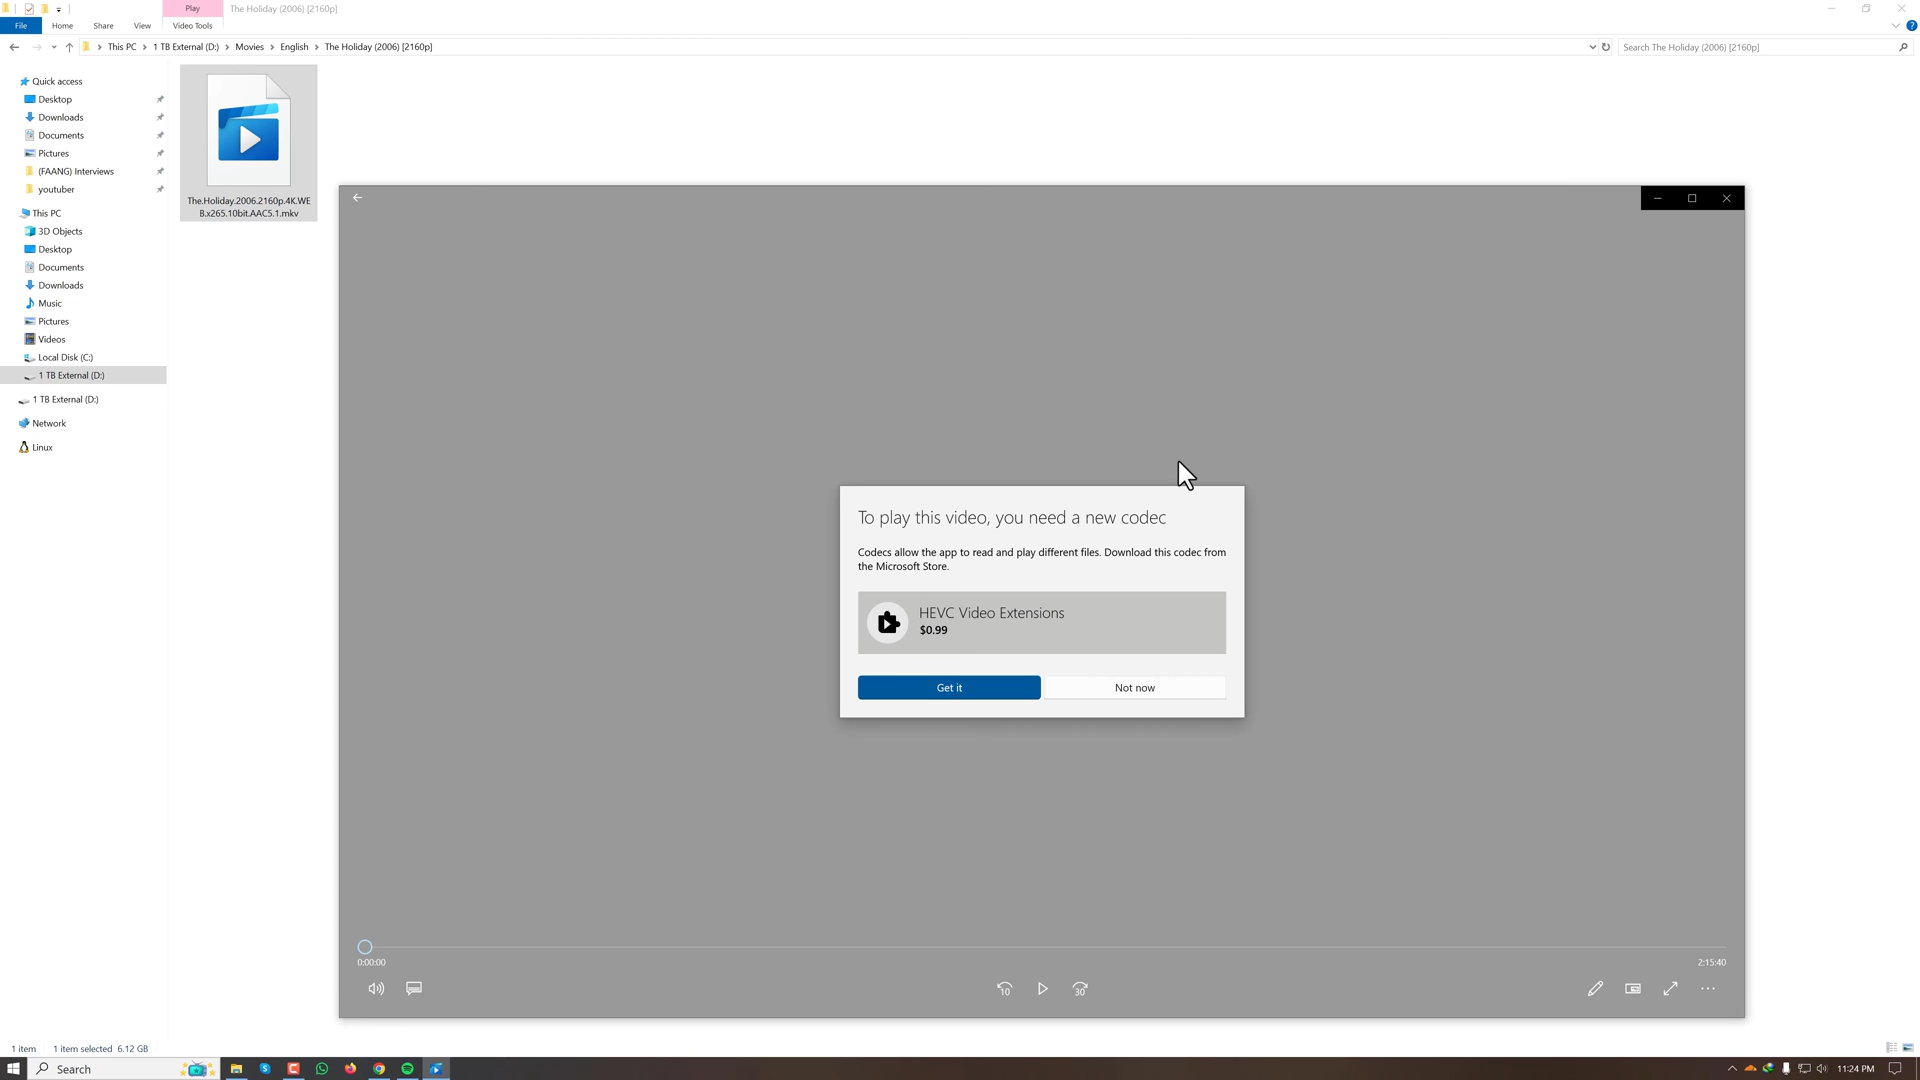 Play
The Holiday (2006) [2160p]
File
Home
Share
View
Video Tools
This PC
1 TB External (D:)
Movies
English
The Holiday (2006) [2160p]
Search The Holiday (2006) [2160p]
Quick access
Desktop
Downloads
Documents
Pictures
(FAANG) Interviews
youtuber
This PC
3D Objects
Desktop
Documents
Downloads
Music
Pictures
Videos
Local Disk (C:)
1 TB External (D:)
1 TB External (D:)
Network
Linux
The.Holiday.2006.2160p.4K.WE
B.x265.10bit.AAC5.1.mkv
To play this video, you need a new codec
Codecs allow the app to read and play different files. Download this codec from
the Microsoft Store.
HEVC Video Extensions
$0.99
Get it
Not now
0:00:00
2:15:40
10
30
1 item
1 item selected 6.12 GB
Search
11:24 PM